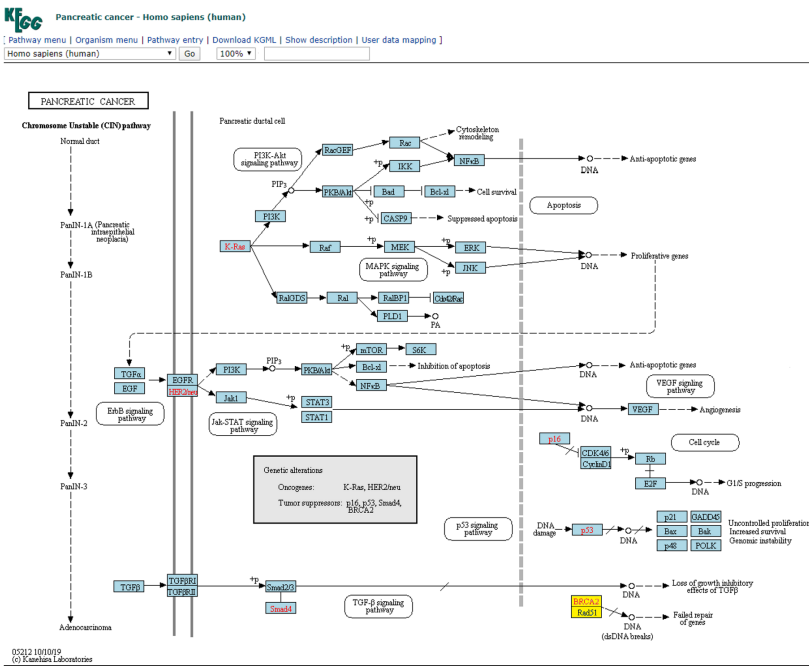 KEGG Pancreatic cancer - Homo sapiens (human)
[ Pathway menu | Organism menu | Pathway entry | Download KGML | Show description | User data mapping ]
Homo sapiens (human) Go 100%
PANCREATIC CANCER
Chromosome Unstable (CIN) pathway
Normal duct
PanIN-1A (Pancreatic
intraepithelial
neoplacia)
PanIN-1B
PanIN-2
PanIN-3
Adenocarcinoma
Pancreatic ductal cell
PI3K-Akt
signaling pathway
RacGEF
Rac
Cytoskeleton
remodeling
+p
IKK
NFκB
DNA
Anti-apoptotic genes
PIP3
PKB/Akt
Bad
Bcl-xl
Cell survival
+p
+p
CASP9
Suppressed apoptosis
Apoptosis
PI3K
K-Ras
Raf
+p
MEK
+p
ERK
+p
JNK
DNA
Proliferative genes
MAPK signaling
pathway
RalGDS
Ral
RalBP1
Cdc42/Rac
PLD1
PA
TGFα
EGF
EGFR
HER2/neu
ErbB signaling
pathway
PI3K
PIP3
PKB/Akt
+p
mTOR
S6K
Bcl-xl
Inhibition of apoptosis
NFκB
DNA
Anti-apoptotic genes
VEGF signling
pathway
Jak1
+p
STAT3
STAT1
Jak-STAT signaling
pathway
DNA
VEGF
Angiogenesis
p16
CDK4/6
CyclinD1
+p
Rb
Cell cycle
E2F
DNA
G1/S progression
Genetic alterations
Oncogenes: K-Ras, HER2/neu
Tumor suppressors: p16, p53, Smad4,
BRCA2
p53 signaling
pathway
DNA
damage
p53
DNA
p21
GADD45
Bax
Bak
p48
POLK
Uncontrolled proliferation
Increased survival
Genomic instability
TGFβ
TGFβRI
TGFβRII
+p
Smad2/3
Smad4
TGF-β signaling
pathway
DNA
Loss of growth inhibitory
effects of TGFβ
BRCA2
Rad51
DNA
(dsDNA breaks)
Failed repair
of genes
05212 10/10/19
(c) Kanehisa Laboratories